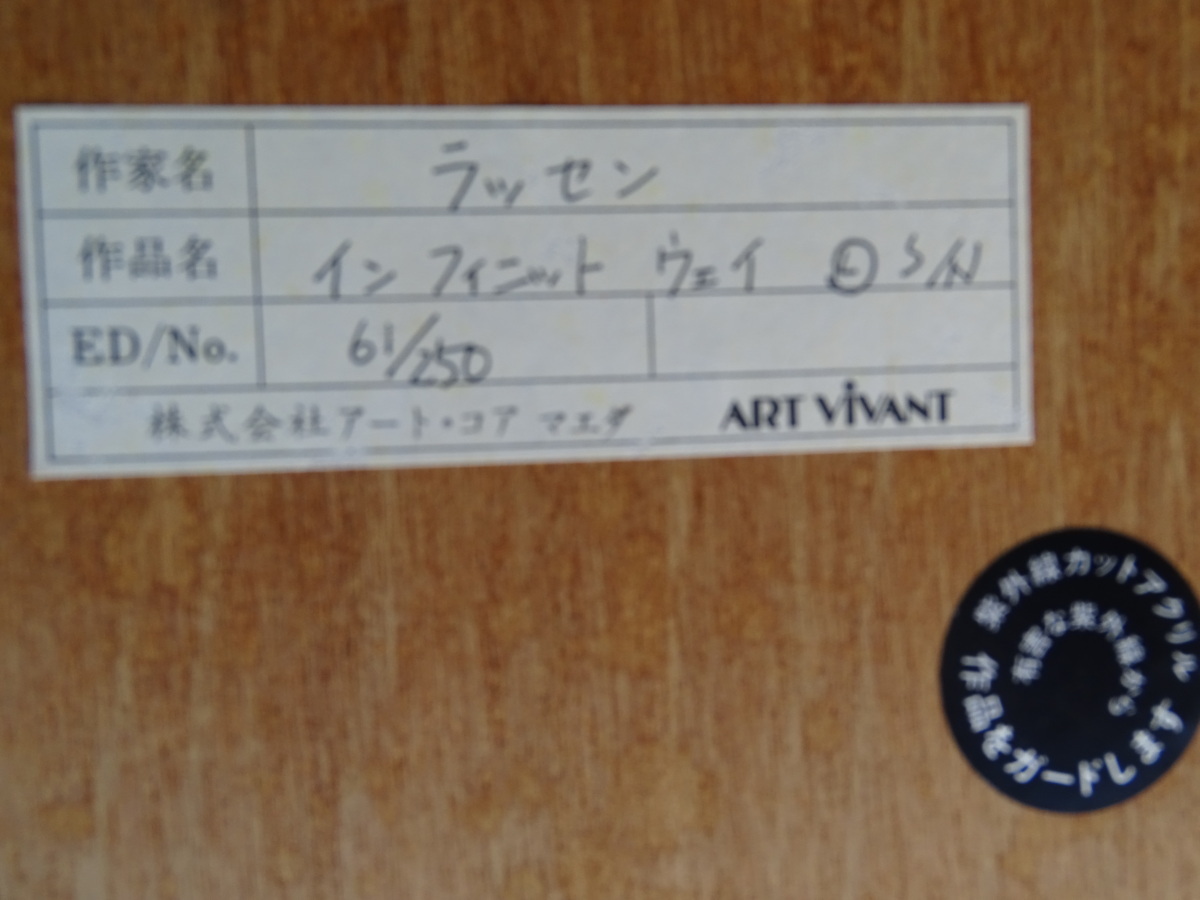 作家名 ラッセン
作品名 インフィニット ウェイ Ⓔ S/N
ED/No. 61/250
株式会社アート・コア マエダ ART VIVANT
紫外線カットアクリル
有害な紫外線から
作品をガードします